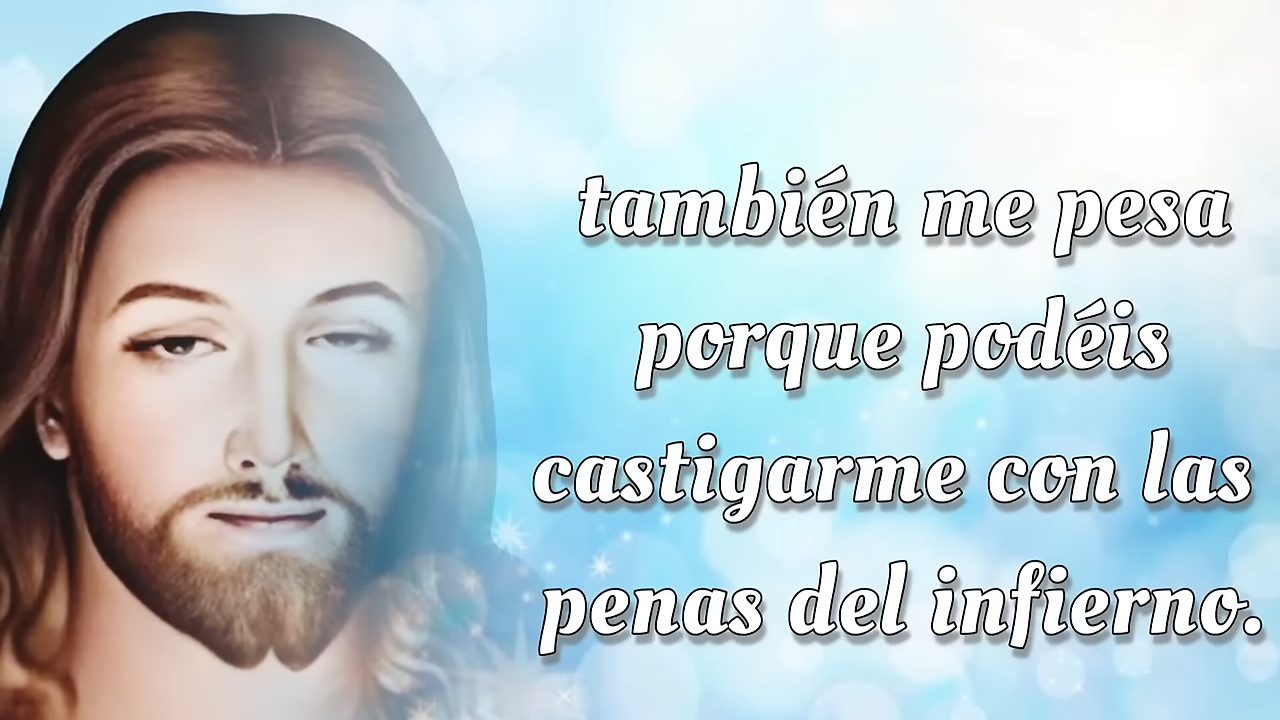 también me pesa
porque podéis
castigarme con las
penas del infierno.